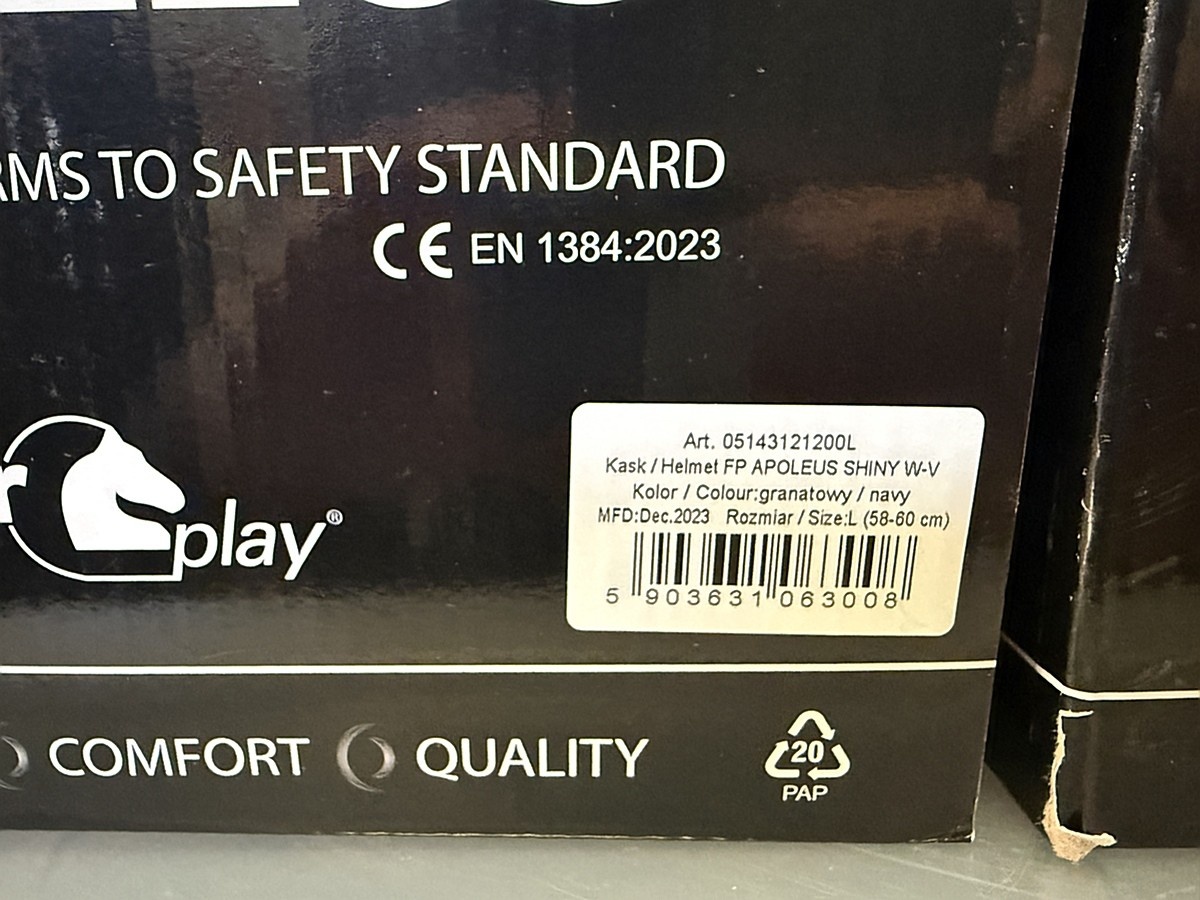 TO SAFETY STANDARD
CE EN 1384:2023
play®
Art. 05143121200L
Kask / Helmet FP APOLEUS SHINY W-V
Kolor / Colour:granatowy / navy
MFD:Dec.2023 Rozmiar / Size:L (58-60 cm)
5 903631 063008
COMFORT QUALITY
20
PAP